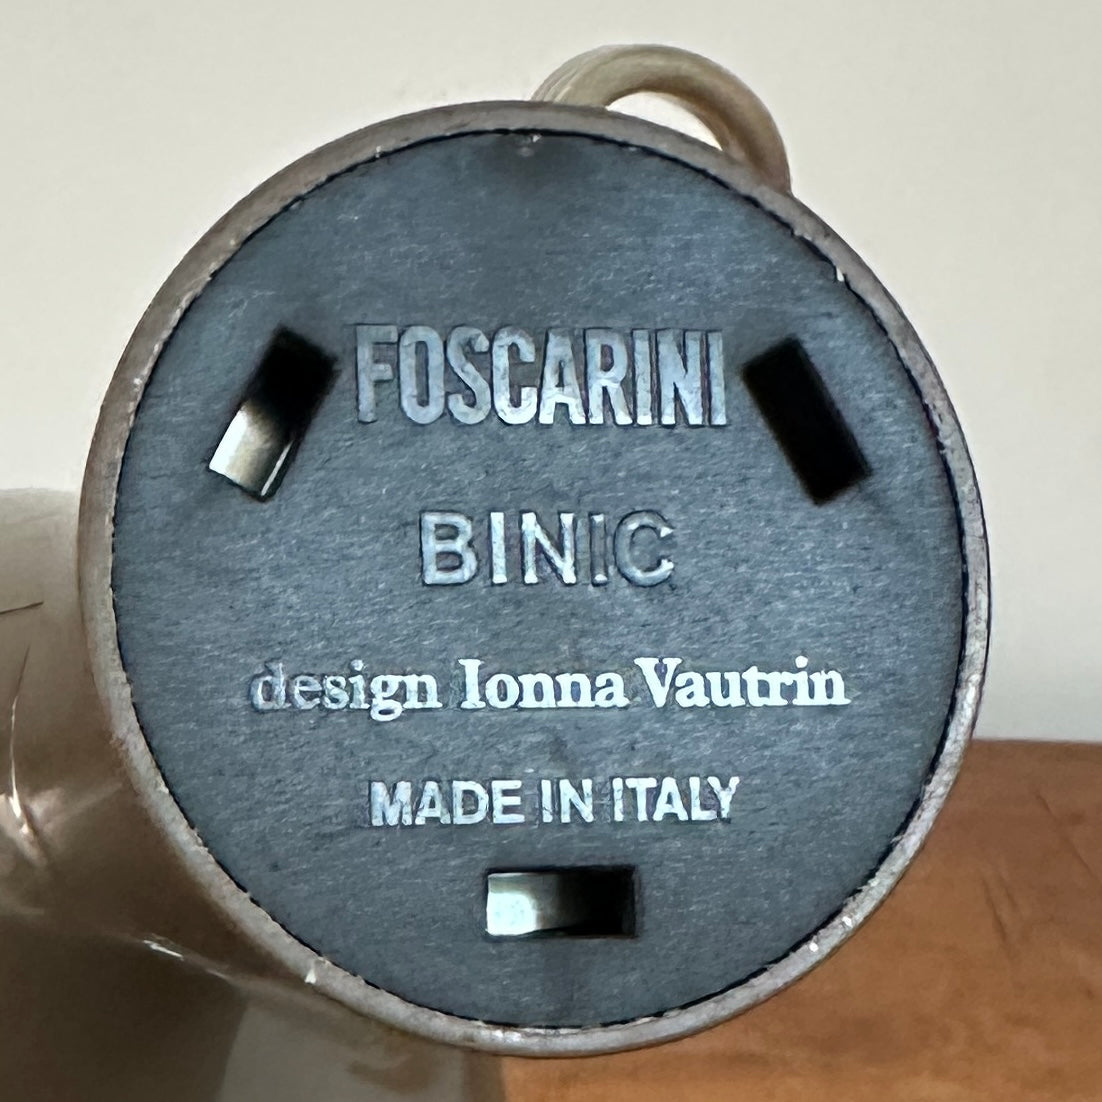 FOSCARINI
BINIC
design Ionna Vautrin
MADE IN ITALY